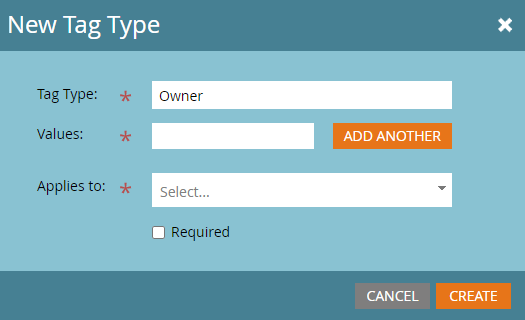 New Tag Type
Tag Type: * Owner
Values: * ADD ANOTHER
Applies to: * Select...
Required
CANCEL CREATE